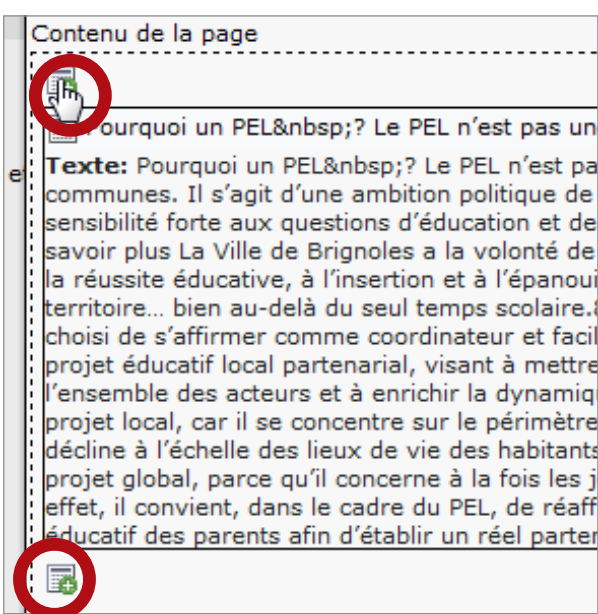 Contenu de la page
Pourquoi un PEL&nbsp;? Le PEL n’est pas un
Texte: Pourquoi un PEL&nbsp;? Le PEL n’est pa
communes. Il s’agit d’une ambition politique de
sensibilité forte aux questions d’éducation et de
savoir plus La Ville de Brignoles a la volonté de
la réussite éducative, à l’insertion et à l’épanoui
territoire… bien au-delà du seul temps scolaire.&
choisi de s’affirmer comme coordinateur et facil
projet éducatif local partenarial, visant à mettre
l’ensemble des acteurs et à enrichir la dynamiqu
projet local, car il se concentre sur le périmètre
décline à l’échelle des lieux de vie des habitants
projet global, parce qu’il concerne à la fois les j
effet, il convient, dans le cadre du PEL, de réaff
éducatif des parents afin d’établir un réel parten